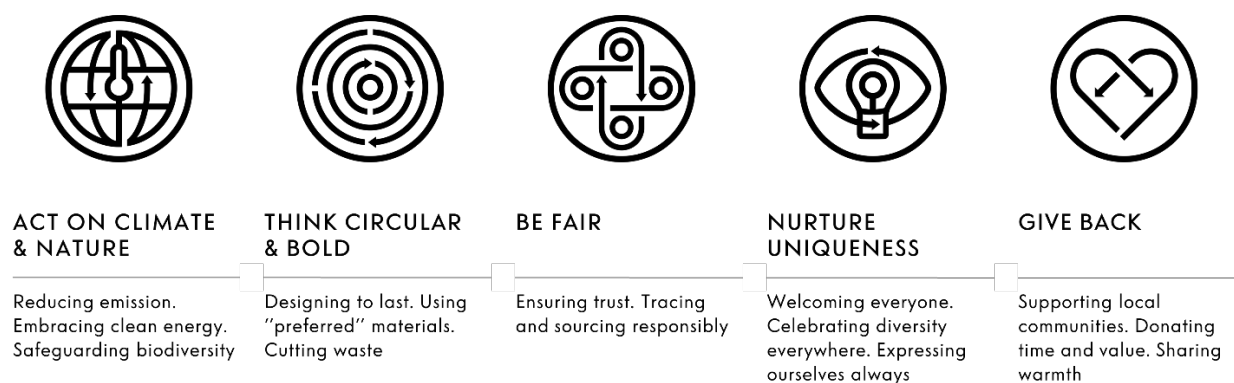 ACT ON CLIMATE
& NATURE
Reducing emission.
Embracing clean energy.
Safeguarding biodiversity
THINK CIRCULAR
& BOLD
Designing to last. Using
"preferred" materials.
Cutting waste
BE FAIR
Ensuring trust. Tracing
and sourcing responsibly
NURTURE
UNIQUENESS
Welcoming everyone.
Celebrating diversity
everywhere. Expressing
ourselves always
GIVE BACK
Supporting local
communities. Donating
time and value. Sharing
warmth